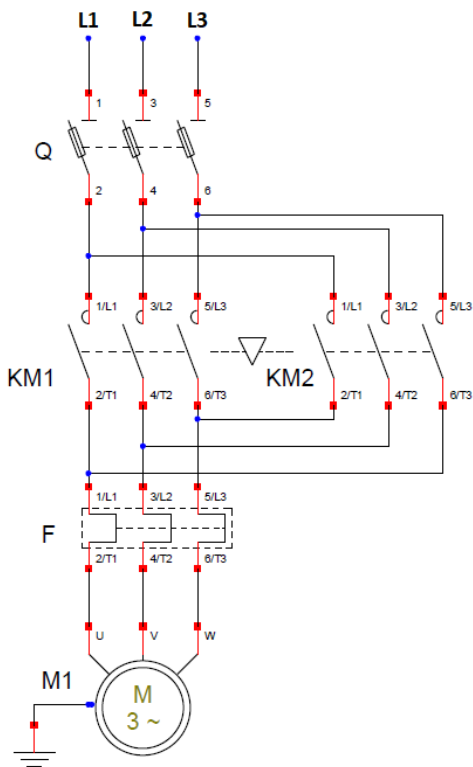 L1 L2 L3
1 3 5
Q
2 4 6
1/L1 3/L2 5/L3 1/L1 3/L2 5/L3
KM1 KM2
2/T1 4/T2 6/T3 2/T1 4/T2 6/T3
1/L1 3/L2 5/L3
F
2/T1 4/T2 6/T3
U V W
M1 M
3 ~